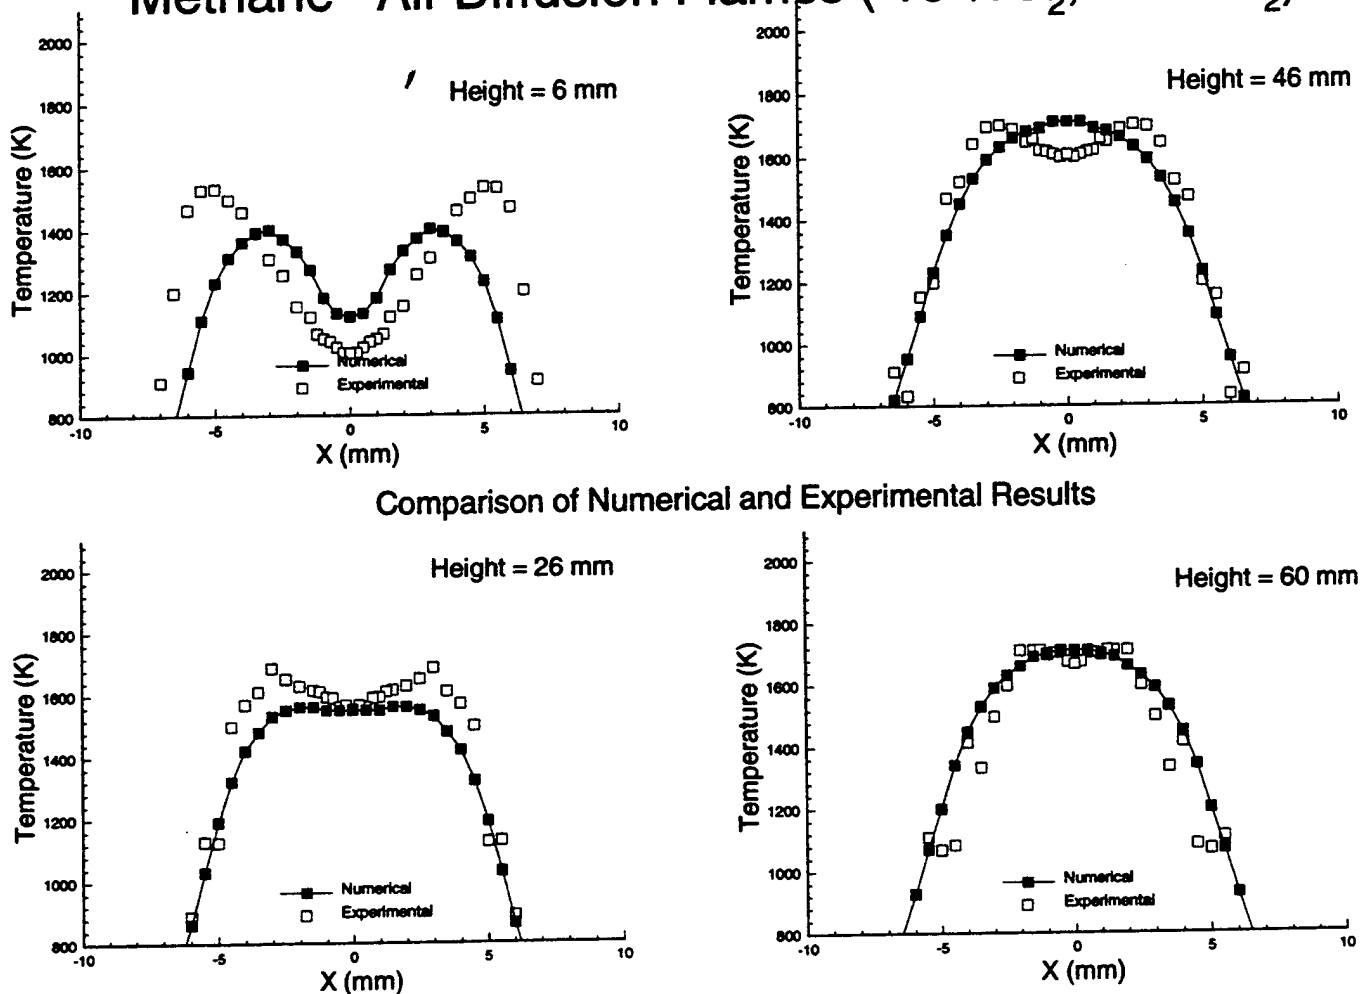 Methane - Air Diffusion Flames (
Height = 6 mm
2000
1800
1600
1400
1200
1000
800
Temperature (K)
Numerical
Experimental
-10 -5 0 5 10
X (mm)
Height = 46 mm
2000
1800
1600
1400
1200
1000
800
Temperature (K)
Numerical
Experimental
-10 -5 0 5 10
X (mm)
Comparison of Numerical and Experimental Results
Height = 26 mm
2000
1800
1600
1400
1200
1000
800
Temperature (K)
Numerical
Experimental
-10 -5 0 5 10
X (mm)
Height = 60 mm
2000
1800
1600
1400
1200
1000
800
Temperature (K)
Numerical
Experimental
-10 -5 0 5 10
X (mm)